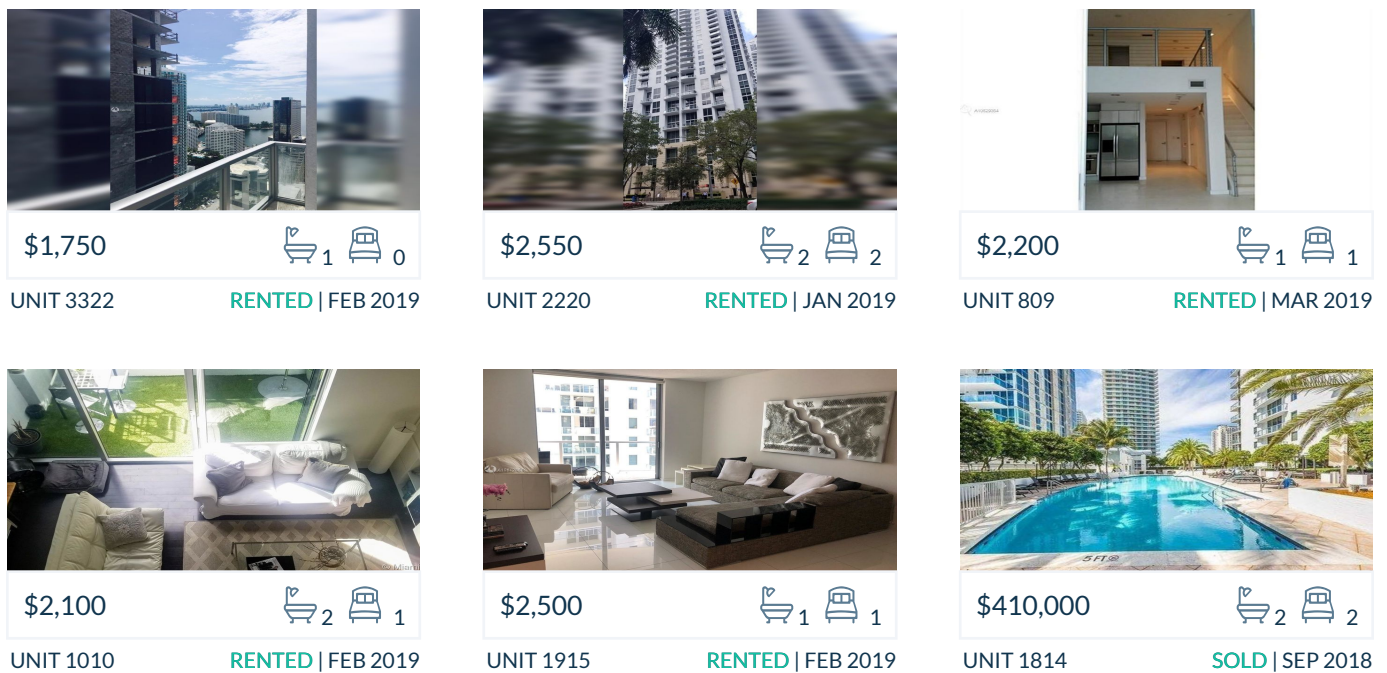 $1,750 1 0
UNIT 3322 RENTED | FEB 2019
$2,550 2 2
UNIT 2220 RENTED | JAN 2019
$2,200 1 1
UNIT 809 RENTED | MAR 2019
© Miami
$2,100 2 1
UNIT 1010 RENTED | FEB 2019
$2,500 1 1
UNIT 1915 RENTED | FEB 2019
5 FT
$410,000 2 2
UNIT 1814 SOLD | SEP 2018